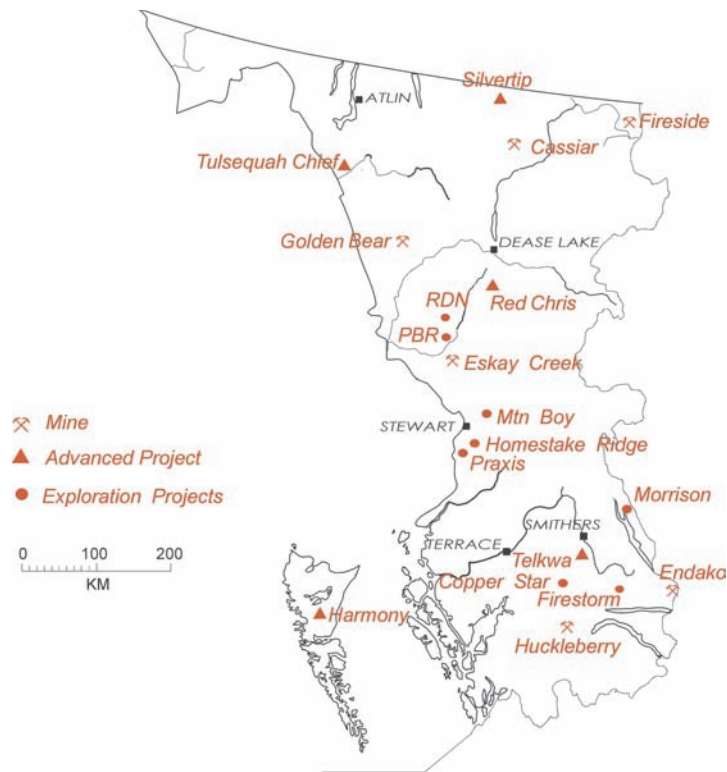 Silvertip
ATLIN
Fireside
Cassiar
Tulsequah Chief
Golden Bear
DEASE LAKE
Red Chris
RDN
PBR
Eskay Creek
Mtn Boy
STEWART
Homestake Ridge
Praxis
Mine
Advanced Project
Exploration Projects
Morrison
SMITHERS
TERRACE
Telkwa
0 100 200
KM
Copper Star
Endako
Firestorm
Harmony
Huckleberry